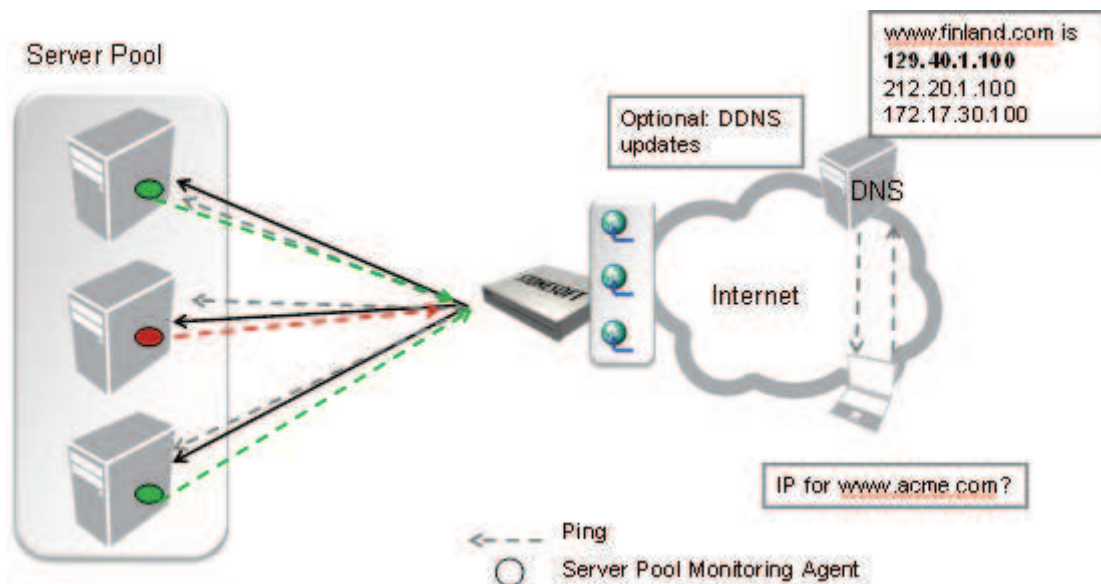 Server Pool
www.finland.com is
129.40.1.100
212.20.1.100
172.17.30.100
Optional: DDNS
updates
DNS
STONESOFT
Internet
IP for www.acme.com?
Ping
Server Pool Monitoring Agent